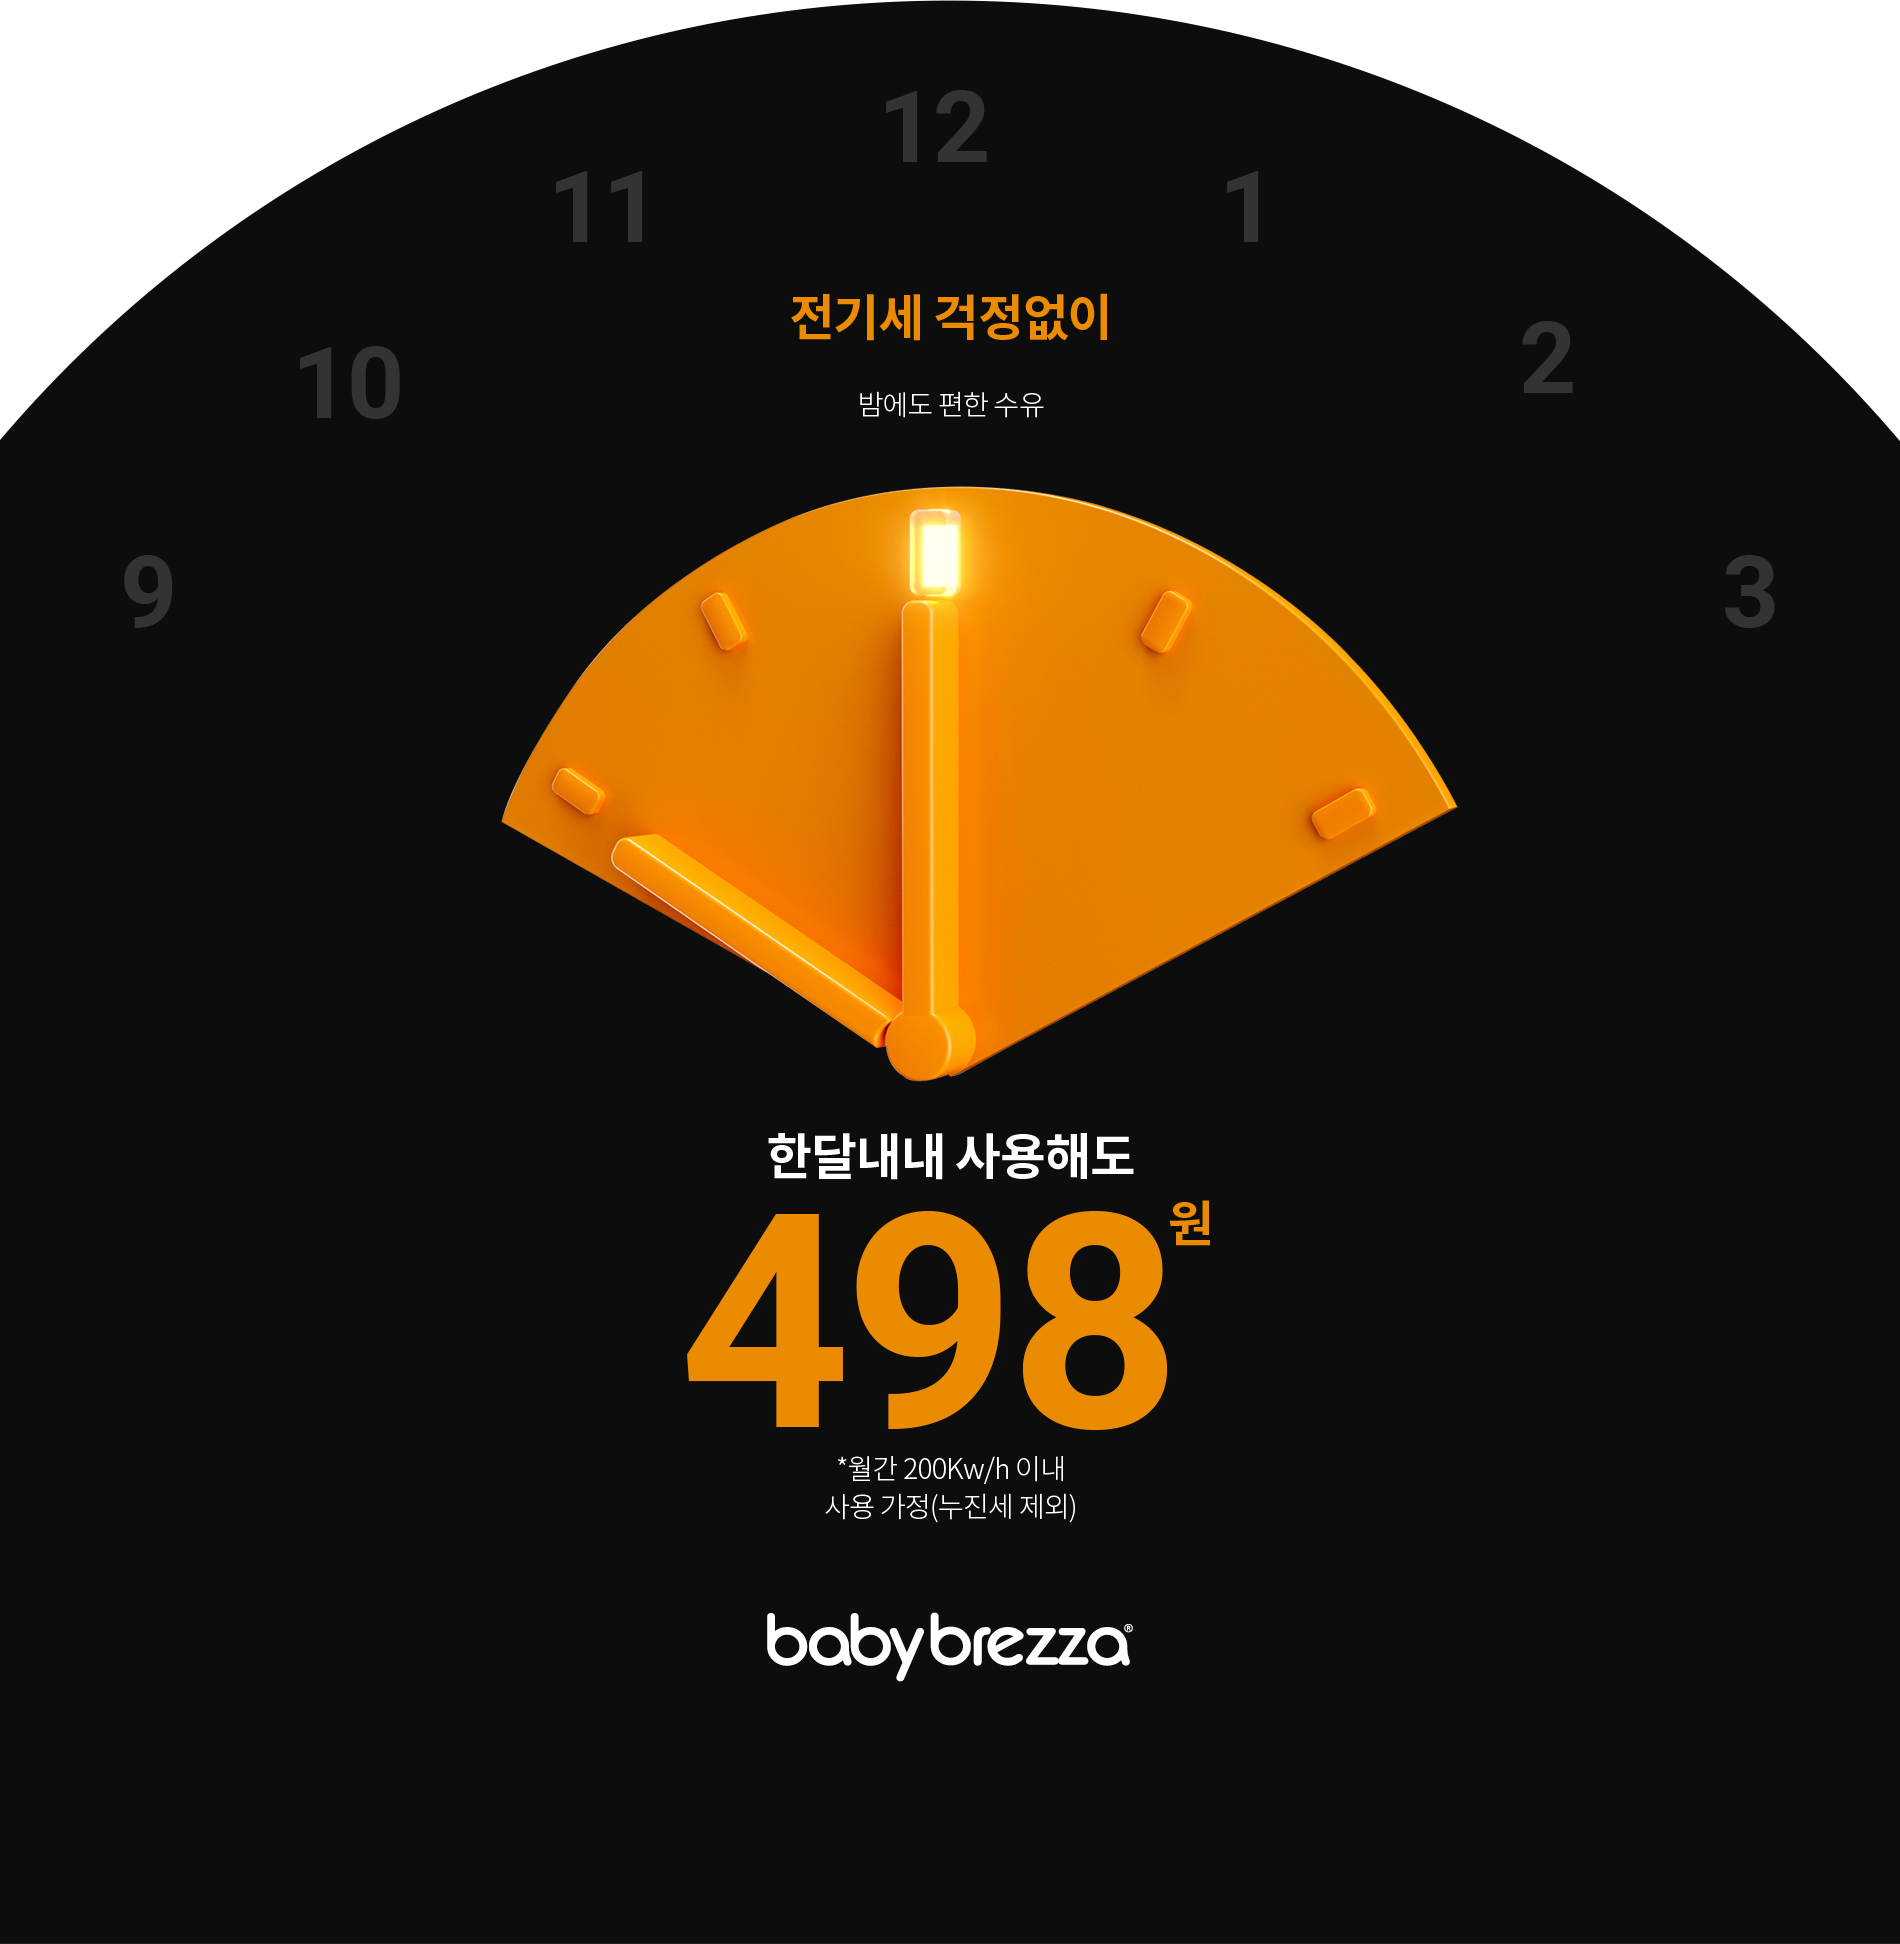 12
11
1
전기세 걱정없이
10
2
밤에도 편한 수유
9
3
한달내내 사용해도
498원
*월간 200Kw/h 이내
사용 가정(누진세 제외)
babybrezza®